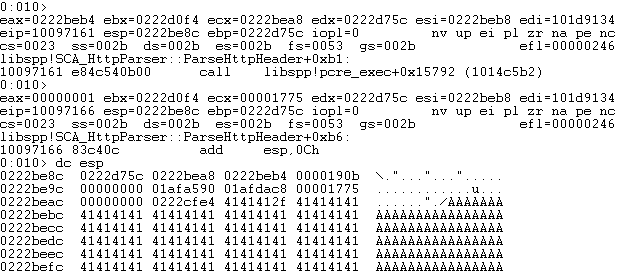 0:010>
eax=0222beb4 ebx=0222d0f4 ecx=0222bea8 edx=0222d75c esi=0222beb8 edi=101d9134
eip=10097161 esp=0222be8c ebp=0222d75c iopl=0         nv up ei pl zr na pe nc
cs=0023  ss=002b  ds=002b  es=002b  fs=0053  gs=002b             efl=00000246
libspp!SCA_HttpParser::ParseHttpHeader+0xb1:
10097161 e84c540b00      call    libspp!pcre_exec+0x15792 (1014c5b2)
0:010>
eax=00000001 ebx=0222d0f4 ecx=00001775 edx=0222d75c esi=0222beb8 edi=101d9134
eip=10097166 esp=0222be8c ebp=0222d75c iopl=0         nv up ei pl zr na pe nc
cs=0023  ss=002b  ds=002b  es=002b  fs=0053  gs=002b             efl=00000246
libspp!SCA_HttpParser::ParseHttpHeader+0xb6:
10097166 83c40c          add     esp,0Ch
0:010> dc esp
0222be8c  0222d75c 0222bea8 0222beb4 0000190b  \."..."...".....
0222be9c  00000000 01afa590 01afdac8 00001775  ............u...
0222beac  00000000 0222cfe4 4141412f 41414141  ......"./AAAAAAA
0222bebc  41414141 41414141 41414141 41414141  AAAAAAAAAAAAAAAA
0222becc  41414141 41414141 41414141 41414141  AAAAAAAAAAAAAAAA
0222bedc  41414141 41414141 41414141 41414141  AAAAAAAAAAAAAAAA
0222beec  41414141 41414141 41414141 41414141  AAAAAAAAAAAAAAAA
0222befc  41414141 41414141 41414141 41414141  AAAAAAAAAAAAAAAA